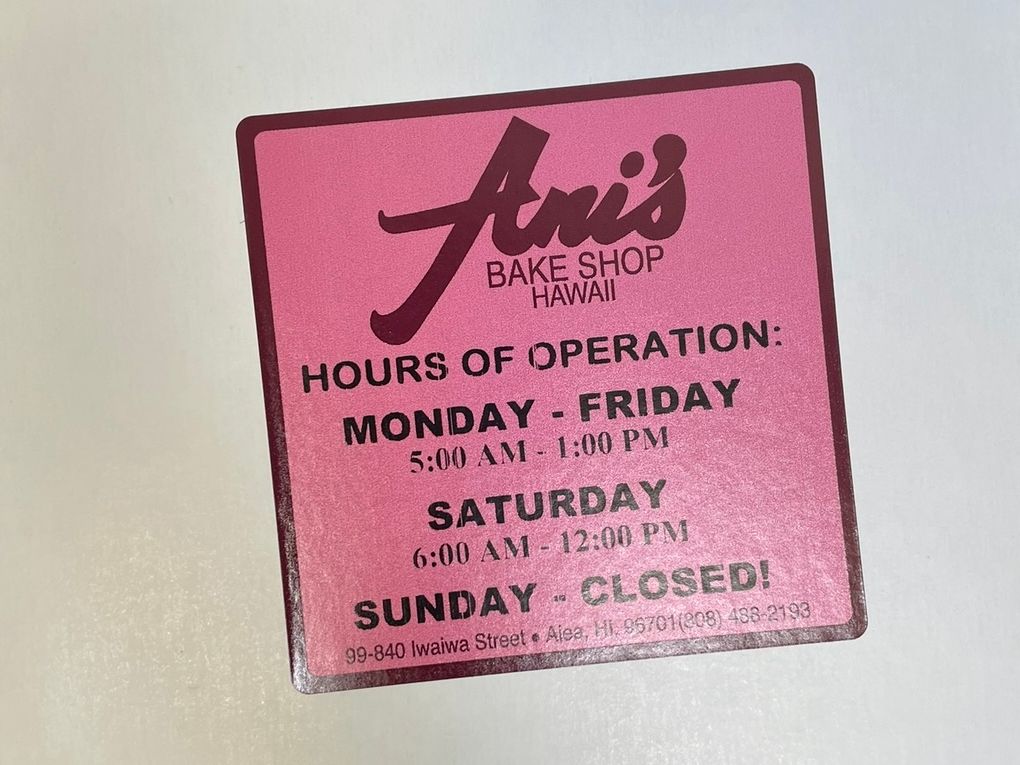 Ani's
BAKE SHOP
HAWAII
HOURS OF OPERATION:
MONDAY - FRIDAY
5:00 AM - 1:00 PM
SATURDAY
6:00 AM - 12:00 PM
SUNDAY - CLOSED!
99-840 Iwaiwa Street • Aiea, HI. 96701(808) 488-2193